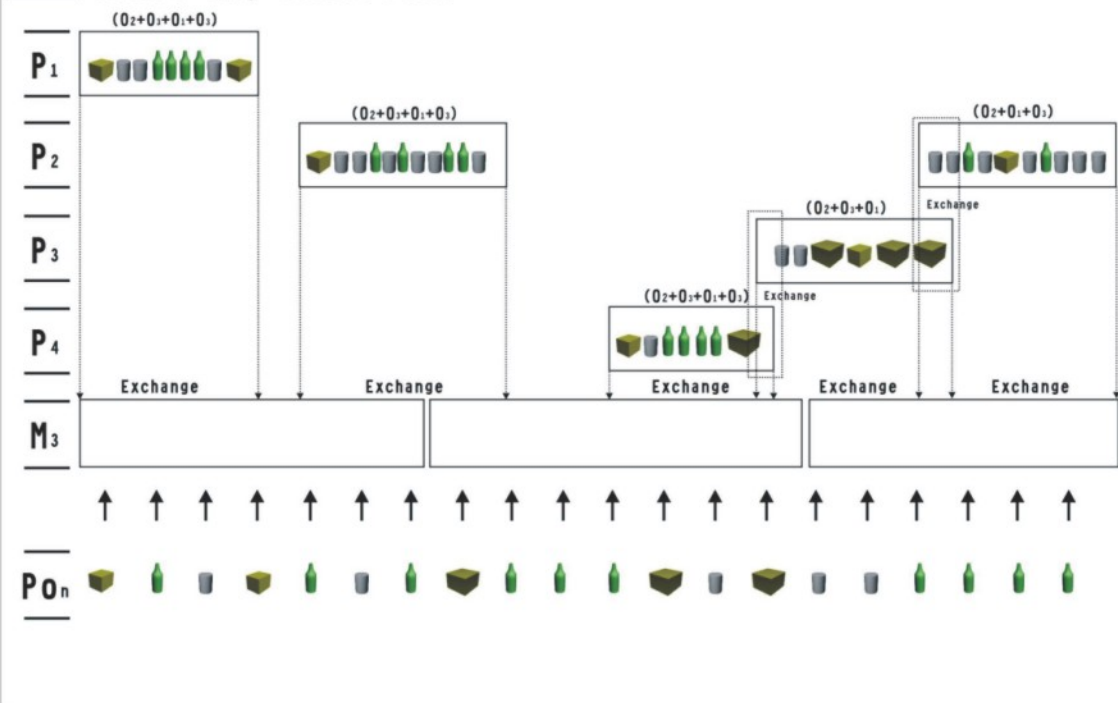 (O₂+O₃+O₁+O₃)
P₁
(O₂+O₃+O₁+O₃)
(O₂+O₁+O₃)
P₂
Exchange
(O₂+O₃+O₁)
P₃
(O₂+O₃+O₁+O₃)
Exchange
P₄
Exchange
Exchange
Exchange
Exchange
Exchange
M₃
POₙ